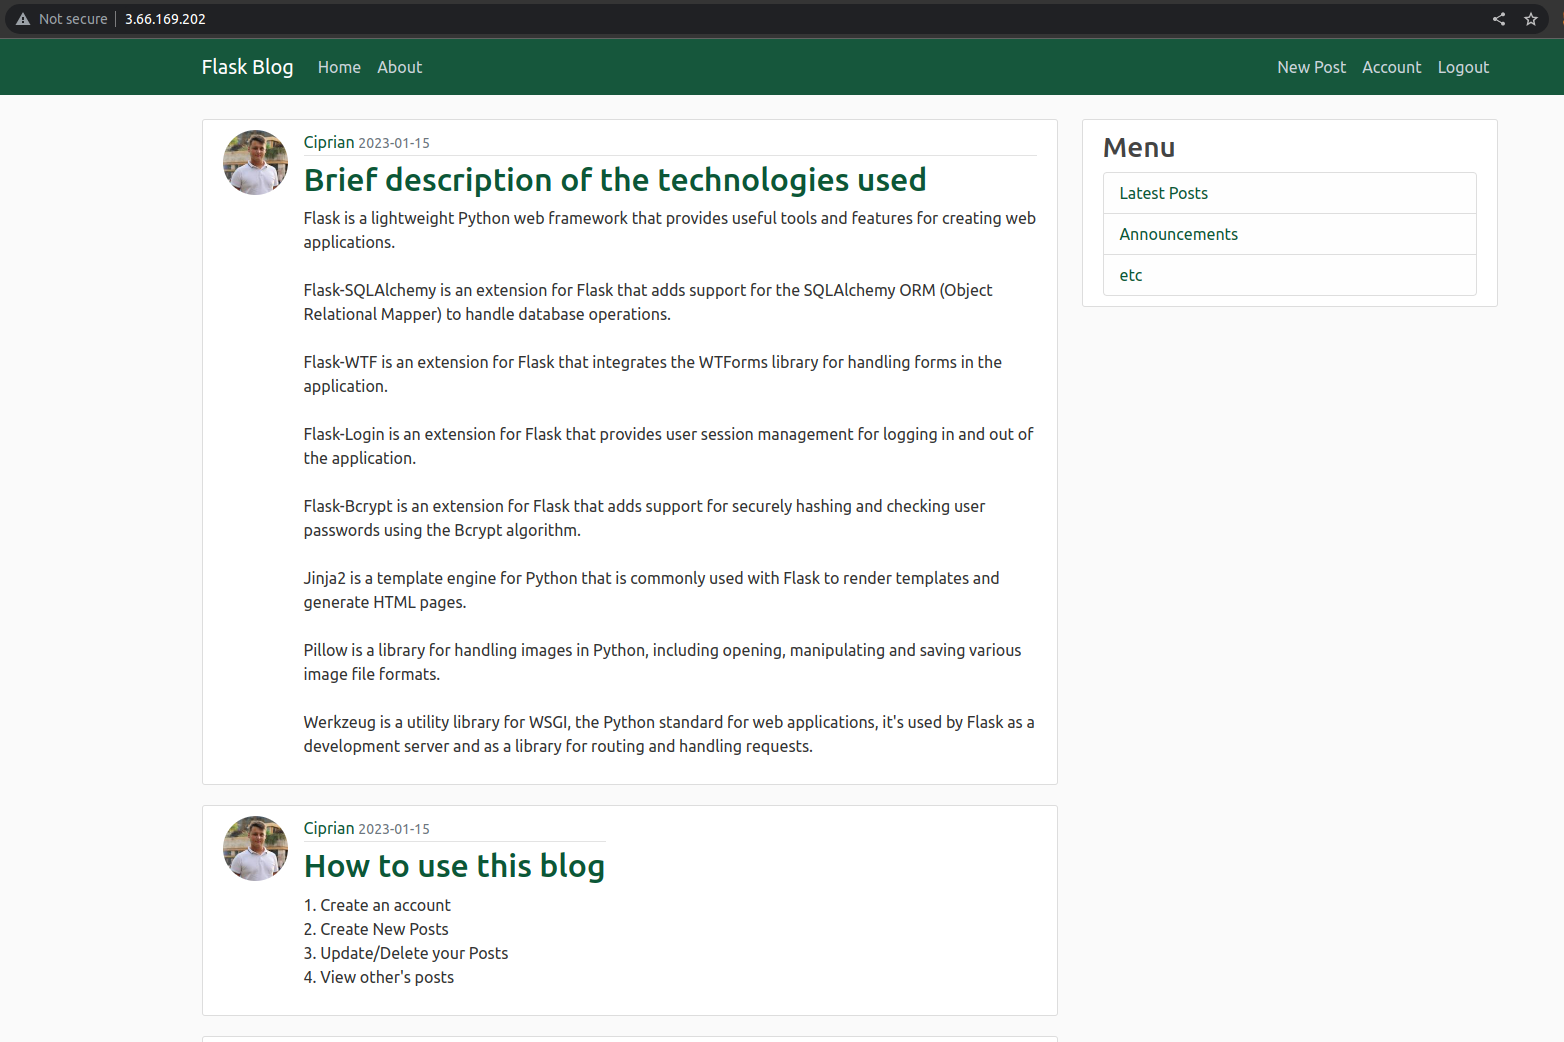 Not secure | 3.66.169.202
Flask Blog Home About New Post Account Logout
Ciprian 2023-01-15
Brief description of the technologies used
Flask is a lightweight Python web framework that provides useful tools and features for creating web
applications.
Flask-SQLAlchemy is an extension for Flask that adds support for the SQLAlchemy ORM (Object
Relational Mapper) to handle database operations.
Flask-WTF is an extension for Flask that integrates the WTForms library for handling forms in the
application.
Flask-Login is an extension for Flask that provides user session management for logging in and out of
the application.
Flask-Bcrypt is an extension for Flask that adds support for securely hashing and checking user
passwords using the Bcrypt algorithm.
Jinja2 is a template engine for Python that is commonly used with Flask to render templates and
generate HTML pages.
Pillow is a library for handling images in Python, including opening, manipulating and saving various
image file formats.
Werkzeug is a utility library for WSGI, the Python standard for web applications, it's used by Flask as a
development server and as a library for routing and handling requests.
Ciprian 2023-01-15
How to use this blog
1. Create an account
2. Create New Posts
3. Update/Delete your Posts
4. View other's posts
Menu
Latest Posts
Announcements
etc